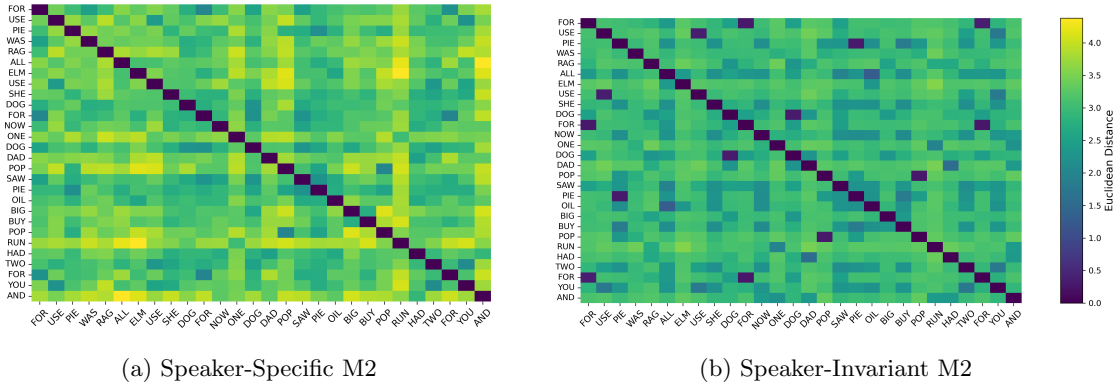 FOR
USE
PIE
WAS
RAG
ALL
ELM
USE
SHE
DOG
FOR
NOW
ONE
DOG
DAD
POP
SAW
PIE
OIL
BIG
BUY
POP
RUN
HAD
TWO
FOR
YOU
AND
FOR USE PIE WAS RAG ALL ELM USE SHE DOG FOR NOW ONE DOG DAD POP SAW PIE OIL BIG BUY POP RUN HAD TWO FOR YOU AND
(a) Speaker-Specific M2
FOR
USE
PIE
WAS
RAG
ALL
ELM
USE
SHE
DOG
FOR
NOW
ONE
DOG
DAD
POP
SAW
PIE
OIL
BIG
BUY
POP
RUN
HAD
TWO
FOR
YOU
AND
FOR USE PIE WAS RAG ALL ELM USE SHE DOG FOR NOW ONE DOG DAD POP SAW PIE OIL BIG BUY POP RUN HAD TWO FOR YOU AND
(b) Speaker-Invariant M2
4.0
3.5
3.0
2.5
2.0
1.5
1.0
0.5
0.0
Euclidean Distance